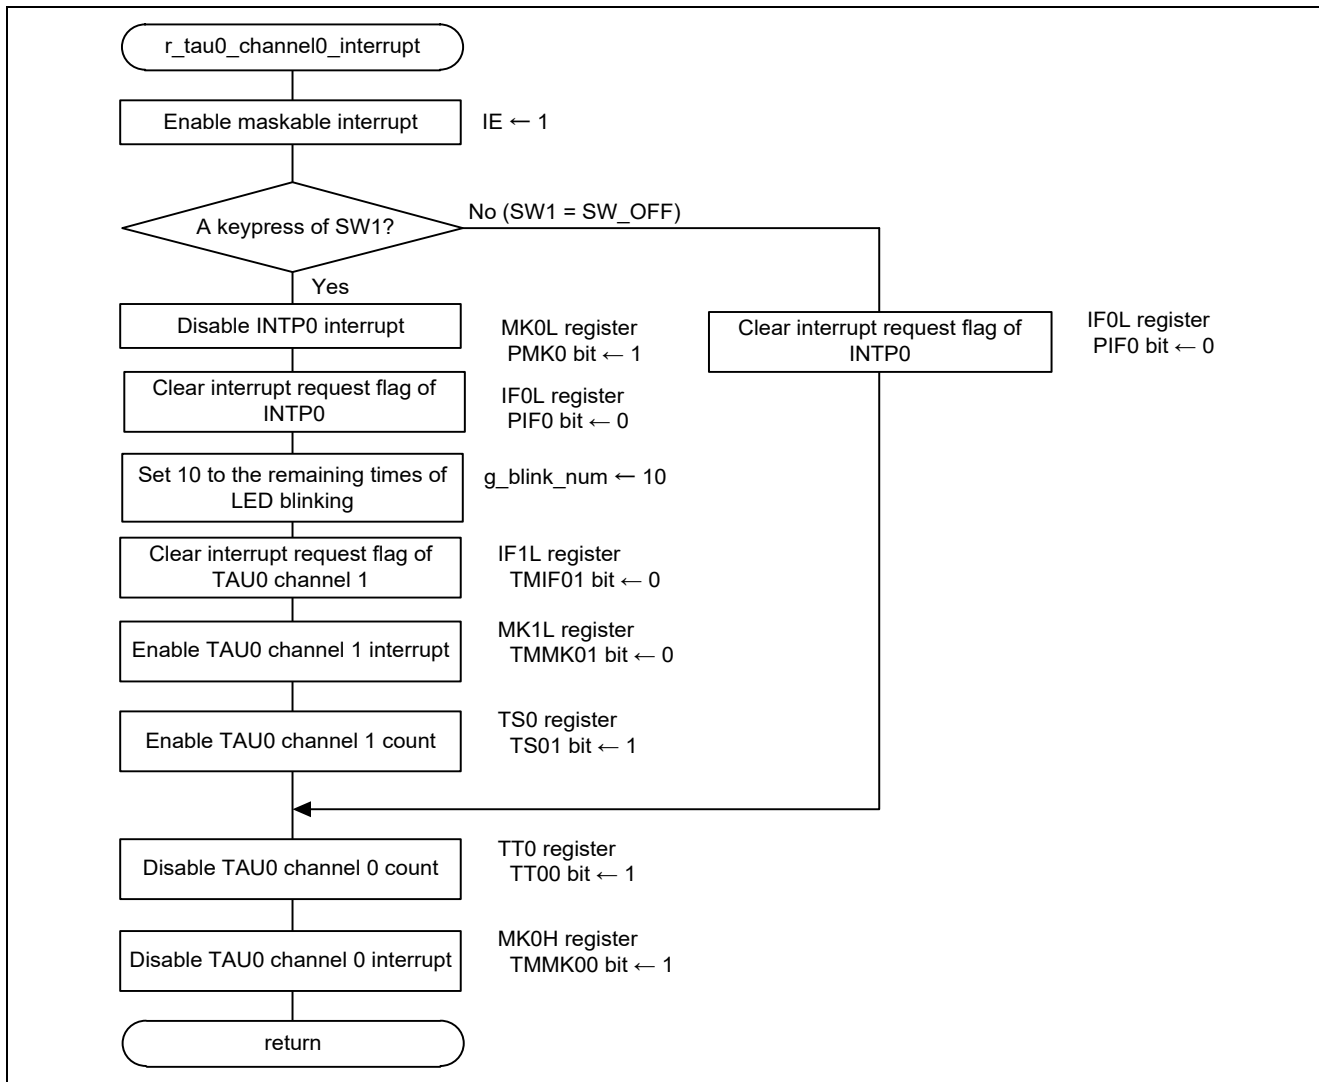 r_tau0_channel0_interrupt
Enable maskable interrupt
IE ← 1
A keypress of SW1?
No (SW1 = SW_OFF)
Yes
Disable INTP0 interrupt
MK0L register
PMK0 bit ← 1
Clear interrupt request flag of
INTP0
IF0L register
PIF0 bit ← 0
Clear interrupt request flag of
INTP0
IF0L register
PIF0 bit ← 0
Set 10 to the remaining times of
LED blinking
g_blink_num ← 10
Clear interrupt request flag of
TAU0 channel 1
IF1L register
TMIF01 bit ← 0
Enable TAU0 channel 1 interrupt
MK1L register
TMMK01 bit ← 0
Enable TAU0 channel 1 count
TS0 register
TS01 bit ← 1
Disable TAU0 channel 0 count
TT0 register
TT00 bit ← 1
Disable TAU0 channel 0 interrupt
MK0H register
TMMK00 bit ← 1
return